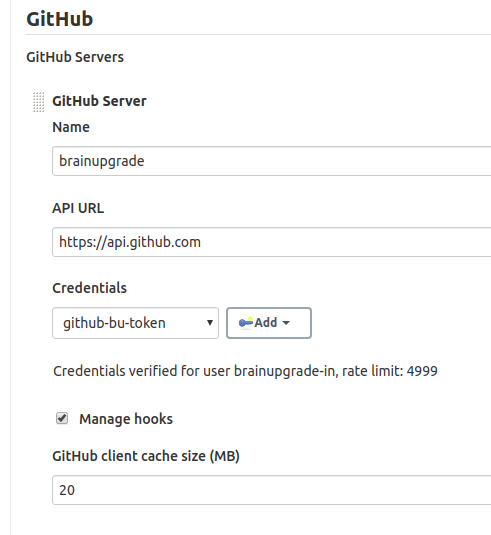 GitHub
GitHub Servers
GitHub Server
Name
brainupgrade
API URL
https://api.github.com
Credentials
github-bu-token Add
Credentials verified for user brainupgrade-in, rate limit: 4999
Manage hooks
GitHub client cache size (MB)
20